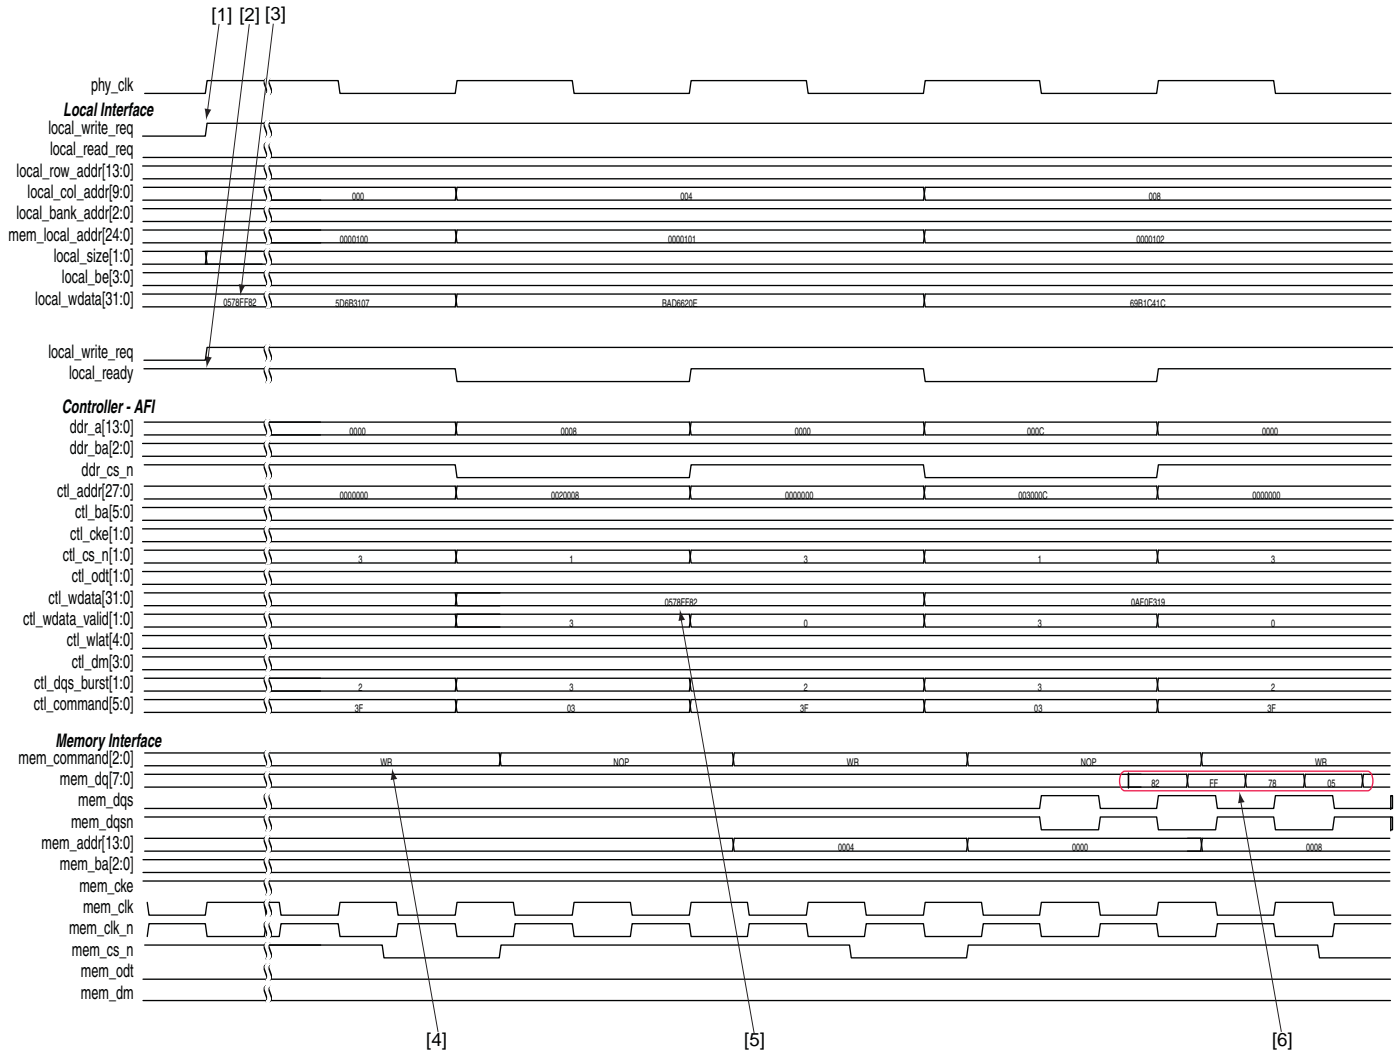 [1] [2] [3]
phy_clk
Local Interface
local_write_req
local_read_req
local_row_addr[13:0]
local_col_addr[9:0] 000 004 008
local_bank_addr[2:0]
mem_local_addr[24:0] 0000100 0000101 0000102
local_size[1:0]
local_be[3:0]
local_wdata[31:0] 0578FF82 5D6B3107 BAD6620E 69B1C41C
local_write_req
local_ready
Controller - AFI
ddr_a[13:0] 0000 0008 0000 000C 0000
ddr_ba[2:0]
ddr_cs_n
ctl_addr[27:0] 0000000 0020008 0000000 003000C 0000000
ctl_ba[5:0]
ctl_cke[1:0]
ctl_cs_n[1:0] 3 1 3 1 3
ctl_odt[1:0]
ctl_wdata[31:0] 0578FF82 0AF0F319
ctl_wdata_valid[1:0] 3 0 3 0
ctl_wlat[4:0]
ctl_dm[3:0]
ctl_dqs_burst[1:0] 2 3 2 3 2
ctl_command[5:0] 3F 03 3F 03 3F
Memory Interface
mem_command[2:0] WR NOP WR NOP WR
mem_dq[7:0] 82 FF 78 05
mem_dqs
mem_dqsn
mem_addr[13:0] 0004 0000 0008
mem_ba[2:0]
mem_cke
mem_clk
mem_clk_n
mem_cs_n
mem_odt
mem_dm
[4] [5] [6]